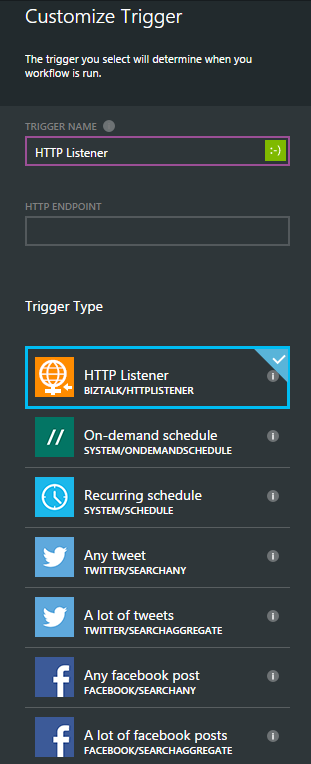 Customize Trigger
The trigger you select will determine when you
workflow is run.
TRIGGER NAME i
HTTP Listener :-)
HTTP ENDPOINT
Trigger Type
HTTP Listener i
BIZTALK/HTTPLISTENER
On-demand schedule i
SYSTEM/ONDEMANDSCHEDULE
Recurring schedule i
SYSTEM/SCHEDULE
Any tweet i
TWITTER/SEARCHANY
A lot of tweets i
TWITTER/SEARCHAGGREGATE
Any facebook post i
FACEBOOK/SEARCHANY
A lot of facebook posts i
FACEBOOK/SEARCHAGGREGATE